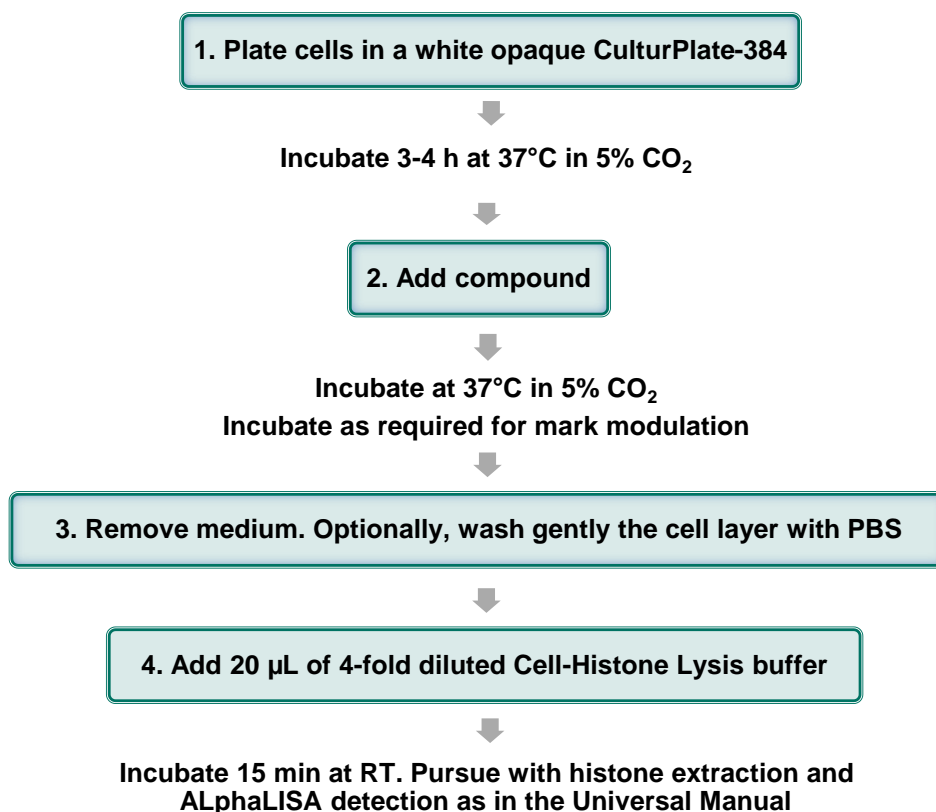 1. Plate cells in a white opaque CulturPlate-384
Incubate 3-4 h at 37°C in 5% CO₂
2. Add compound
Incubate at 37°C in 5% CO₂
Incubate as required for mark modulation
3. Remove medium. Optionally, wash gently the cell layer with PBS
4. Add 20 µL of 4-fold diluted Cell-Histone Lysis buffer
Incubate 15 min at RT. Pursue with histone extraction and
ALphaLISA detection as in the Universal Manual